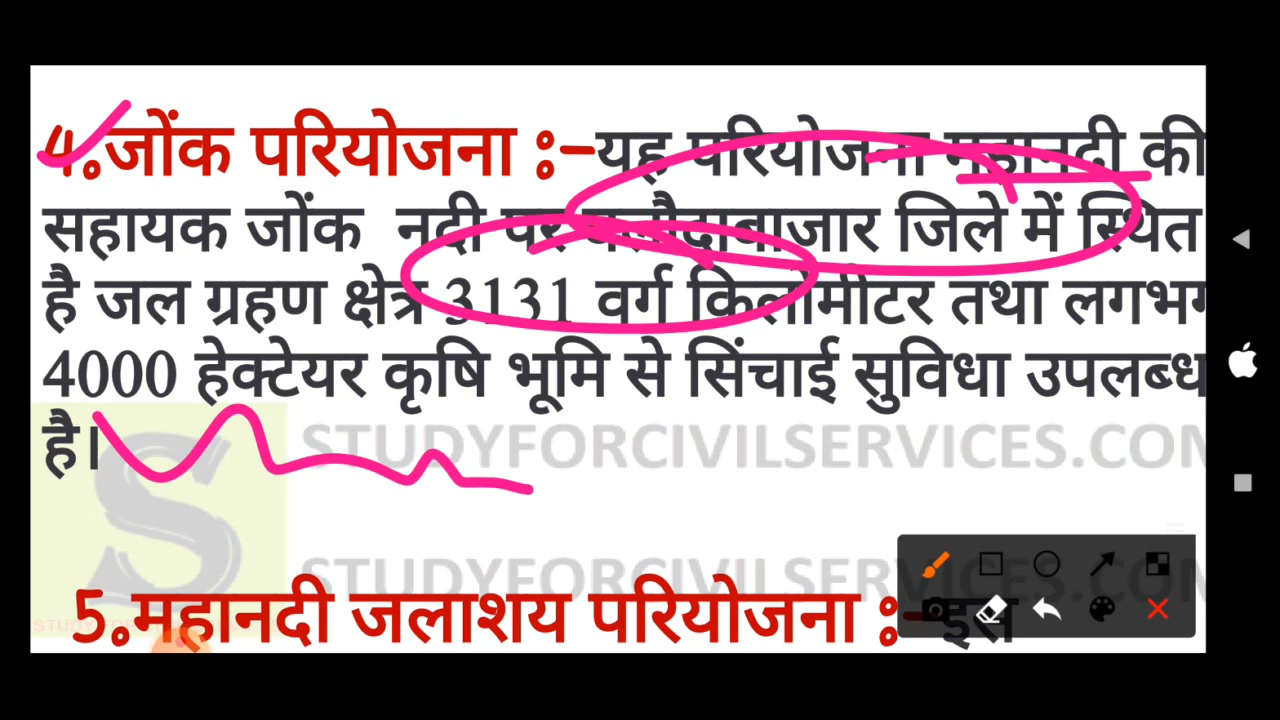 4.जोंक परियोजना :-यह परियोजना महानदी की
सहायक जोंक नदी पर बलौदाबाजार जिले में स्थित
है जल ग्रहण क्षेत्र 3131 वर्ग किलोमीटर तथा लगभग
4000 हेक्टेयर कृषि भूमि से सिंचाई सुविधा उपलब्ध
है।
STUDYFORCIVILSERVICES.COM
STUDYFORCIVILSERVICES.COM
5.महानदी जलाशय परियोजना :- इस